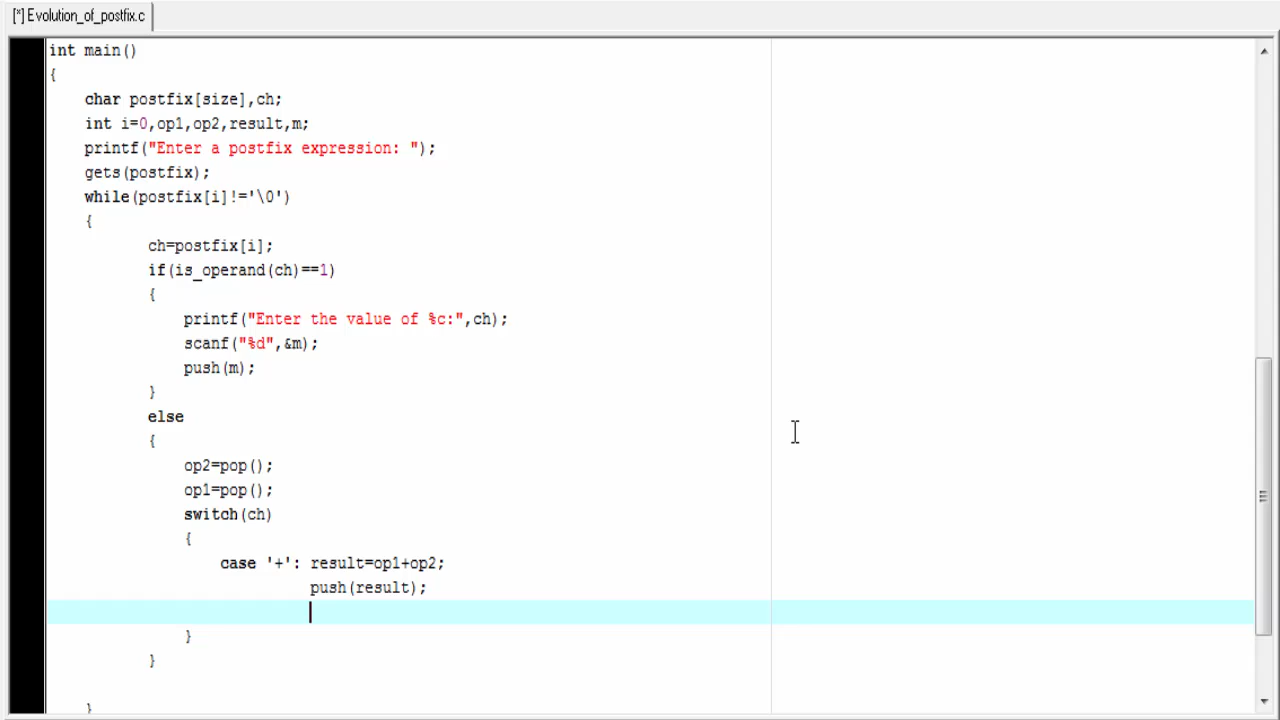 [*] Evolution_of_postfix.c
int main()
{
    char postfix[size],ch;
    int i=0,op1,op2,result,m;
    printf("Enter a postfix expression: ");
    gets(postfix);
    while(postfix[i]!='\0')
    {
           ch=postfix[i];
           if(is_operand(ch)==1)
           {
               printf("Enter the value of %c:",ch);
               scanf("%d",&m);
               push(m);
           }
           else
           {
               op2=pop();
               op1=pop();
               switch(ch)
               {
                   case '+': result=op1+op2;
                             push(result);
               }
           }
    }